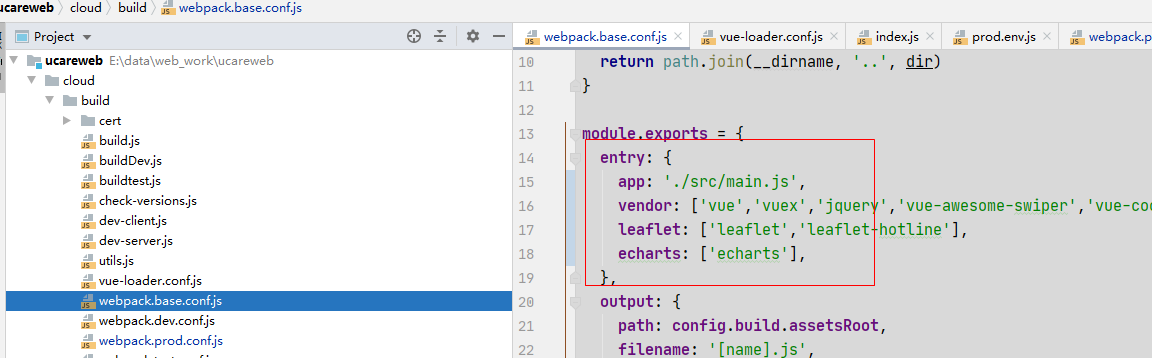 ucareweb cloud build webpack.base.conf.js
Project
webpack.base.conf.js vue-loader.conf.js index.js prod.env.js webpack.p
ucareweb E:\data\web_work\ucareweb
cloud
build
cert
build.js
buildDev.js
buildtest.js
check-versions.js
dev-client.js
dev-server.js
utils.js
vue-loader.conf.js
webpack.base.conf.js
webpack.dev.conf.js
webpack.prod.conf.js
10 return path.join(__dirname, '..', dir)
11 }
12
13 module.exports = {
14 entry: {
15 app: './src/main.js',
16 vendor: ['vue','vuex','jquery','vue-awesome-swiper','vue-coo
17 leaflet: ['leaflet','leaflet-hotline'],
18 echarts: ['echarts'],
19 },
20 output: {
21 path: config.build.assetsRoot,
22 filename: '[name].js',